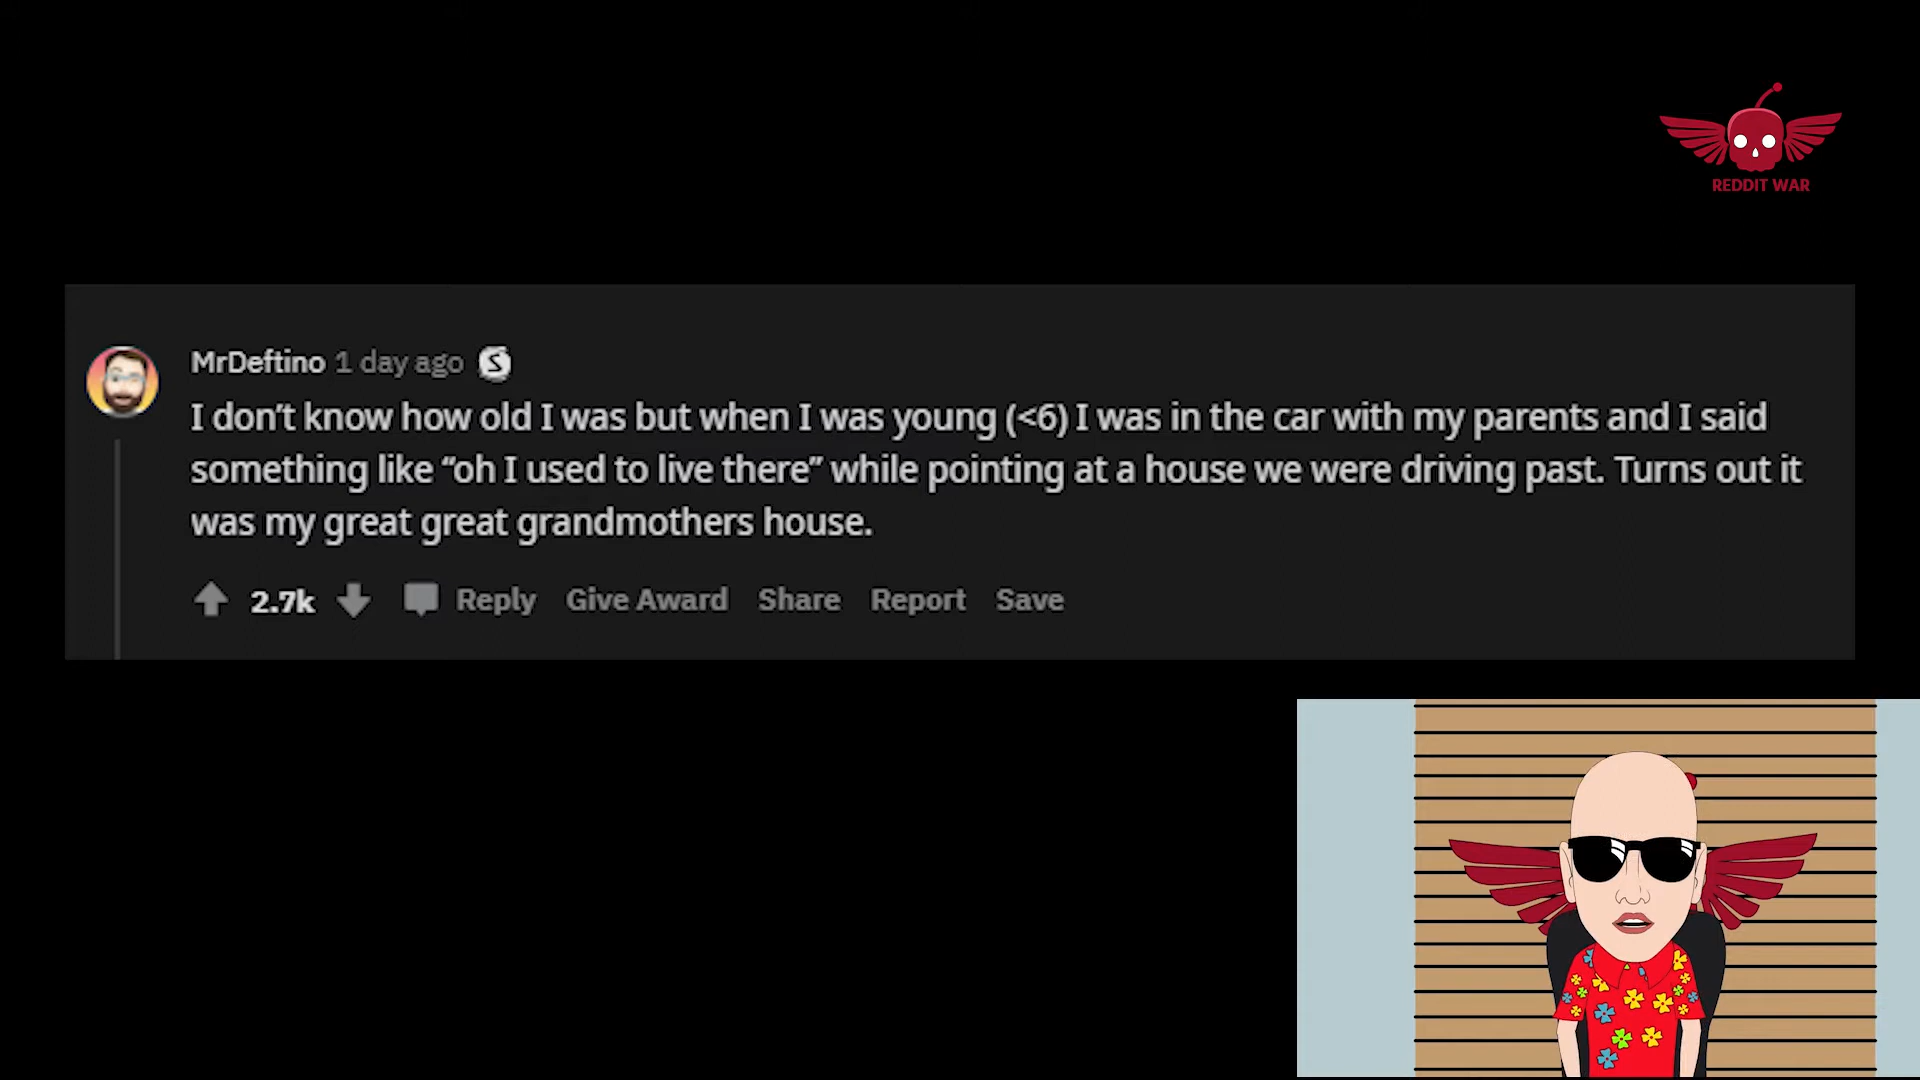 REDDIT WAR
MrDeftino 1 day ago S
I don’t know how old I was but when I was young (<6) I was in the car with my parents and I said
something like “oh I used to live there” while pointing at a house we were driving past. Turns out it
was my great great grandmothers house.
2.7k Reply Give Award Share Report Save